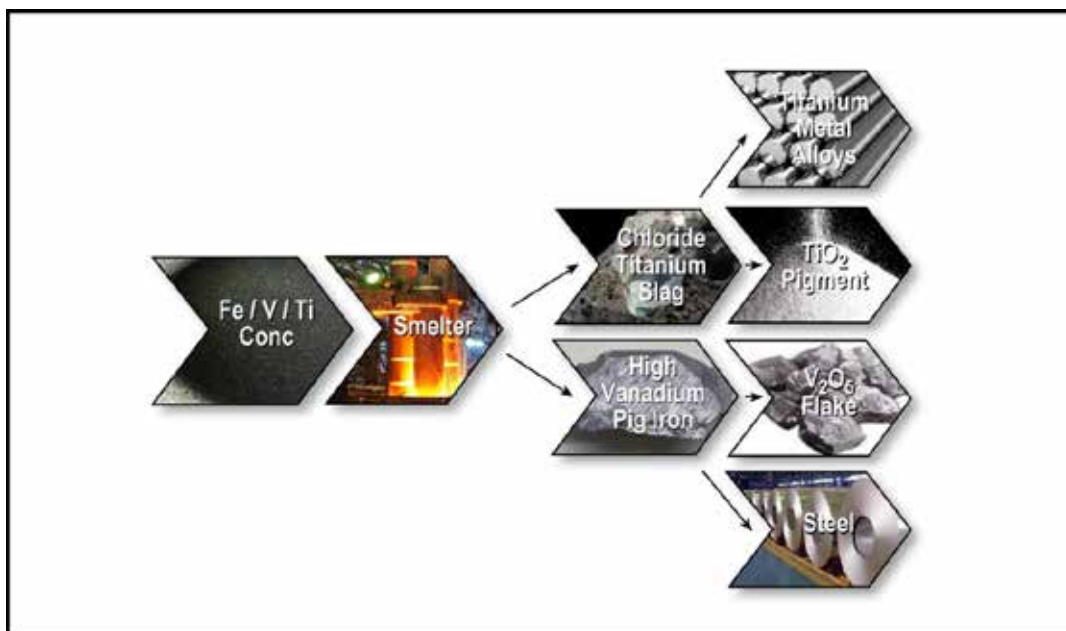 Fe / V / Ti
Conc
Smelter
Chloride
Titanium
Slag
High
Vanadium
Pig Iron
Titanium
Metal
Alloys
TiO₂
Pigment
V₂O₅
Flake
Steel